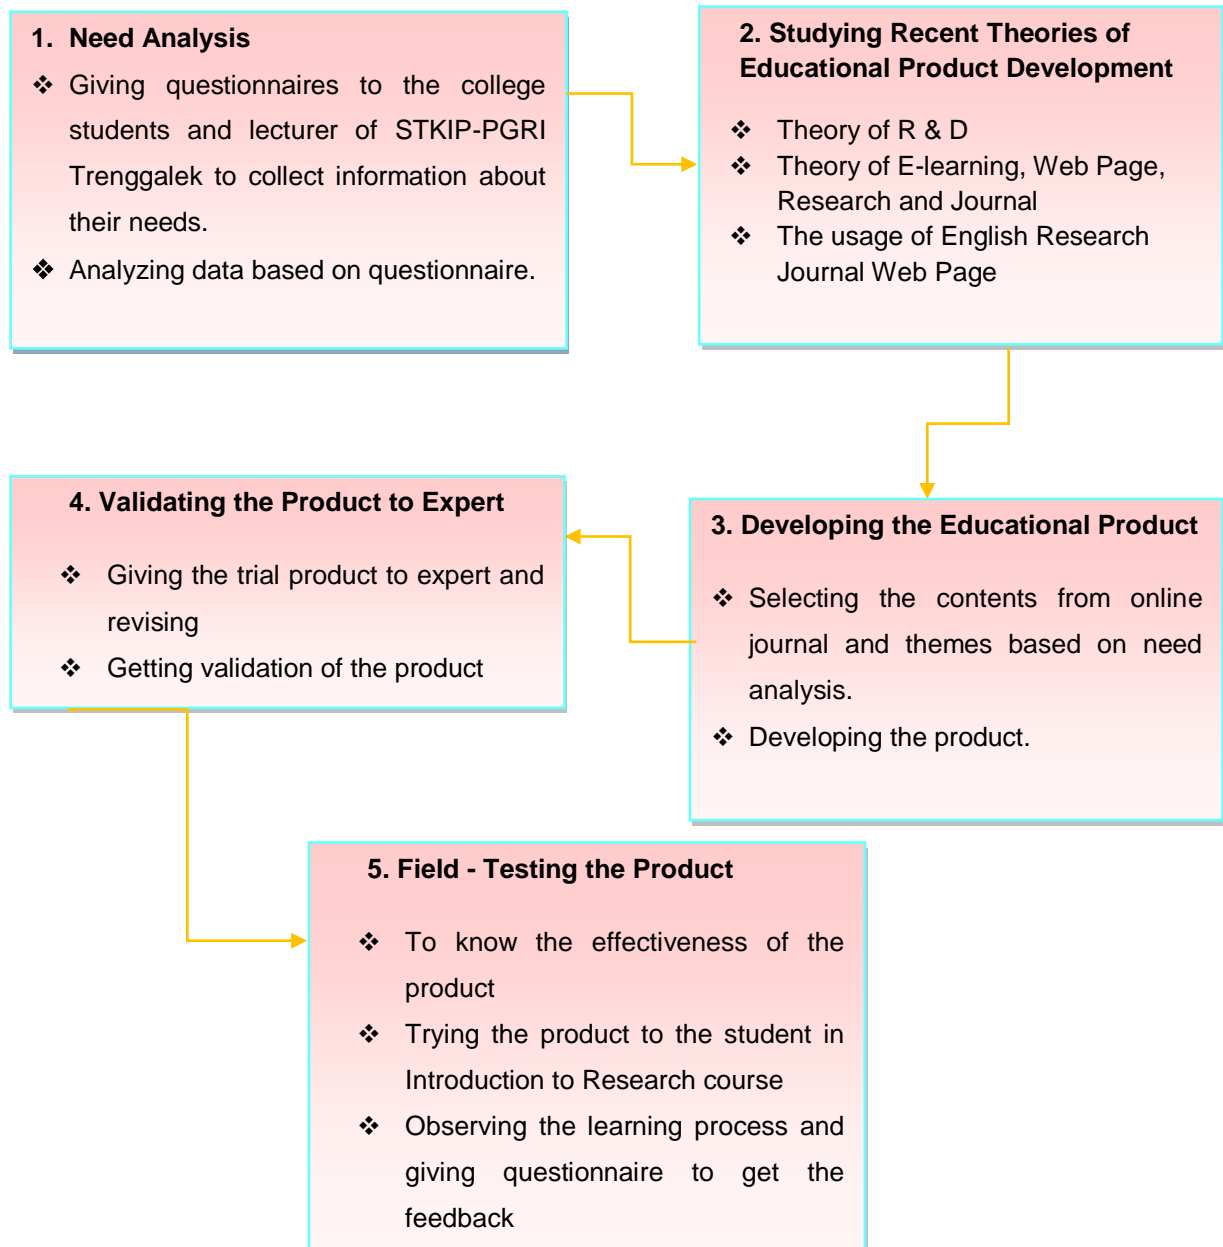 1. Need Analysis
❖ Giving questionnaires to the college
students and lecturer of STKIP-PGRI
Trenggalek to collect information about
their needs.
❖ Analyzing data based on questionnaire.
2. Studying Recent Theories of
Educational Product Development
❖ Theory of R & D
❖ Theory of E-learning, Web Page,
Research and Journal
❖ The usage of English Research
Journal Web Page
3. Developing the Educational Product
❖ Selecting the contents from online
journal and themes based on need
analysis.
❖ Developing the product.
4. Validating the Product to Expert
❖ Giving the trial product to expert and
revising
❖ Getting validation of the product
5. Field - Testing the Product
❖ To know the effectiveness of the
product
❖ Trying the product to the student in
Introduction to Research course
❖ Observing the learning process and
giving questionnaire to get the
feedback